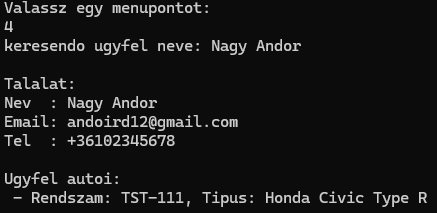 Valassz egy menupontot:
4
keresendo ugyfel neve: Nagy Andor

Talalat:
Nev  : Nagy Andor
Email: andoird12@gmail.com
Tel  : +36102345678

Ugyfel autoi:
 - Rendszam: TST-111, Tipus: Honda Civic Type R